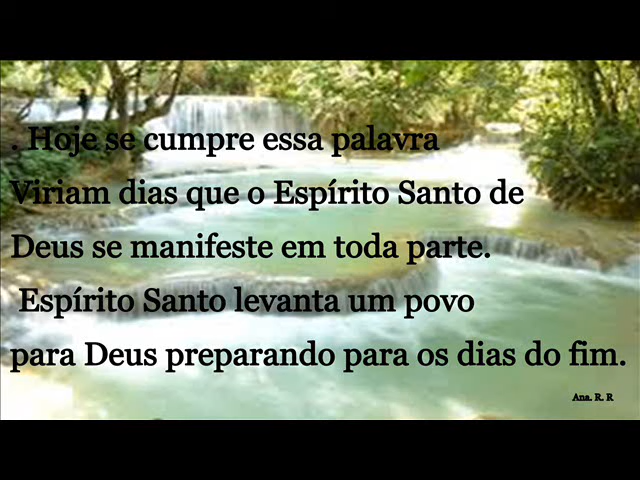 . Hoje se cumpre essa palavra
Viriam dias que o Espírito Santo de
Deus se manifeste em toda parte.
Espírito Santo levanta um povo
para Deus preparando para os dias do fim.
Ana. R. R